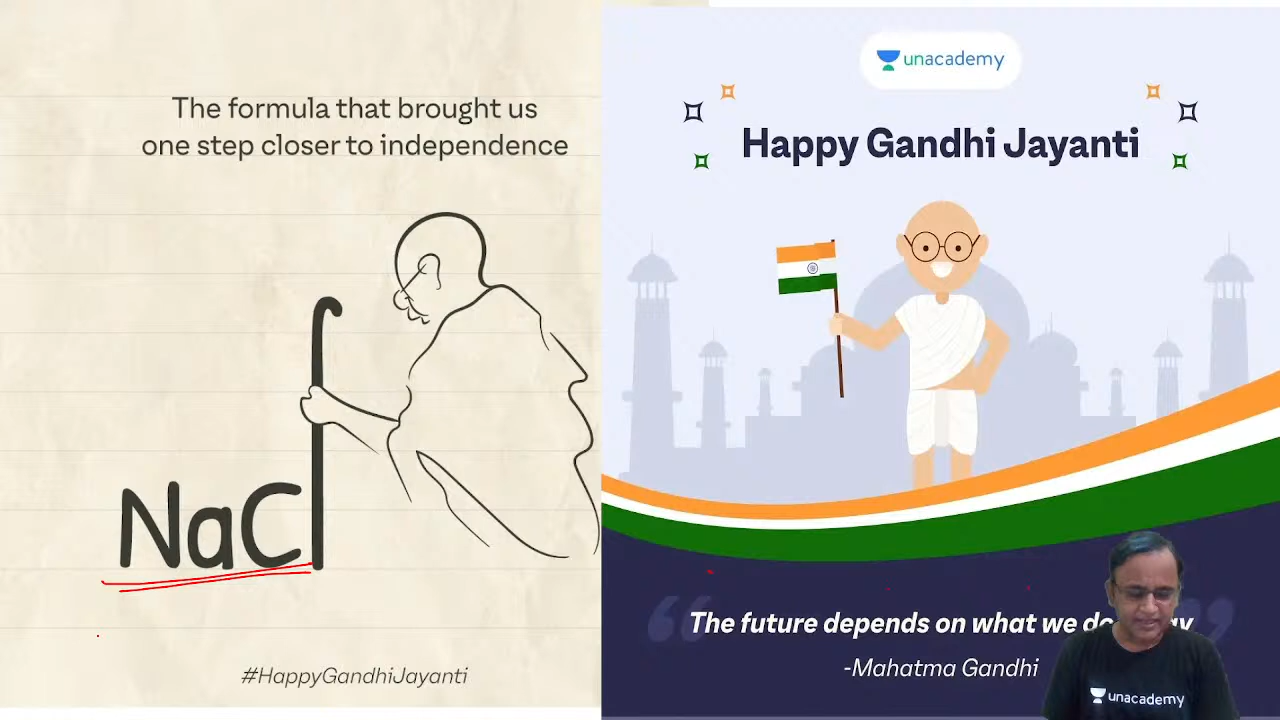 The formula that brought us
one step closer to independence
NaCl
#HappyGandhiJayanti
unacademy
Happy Gandhi Jayanti
The future depends on what we do
-Mahatma Gandhi
unacademy